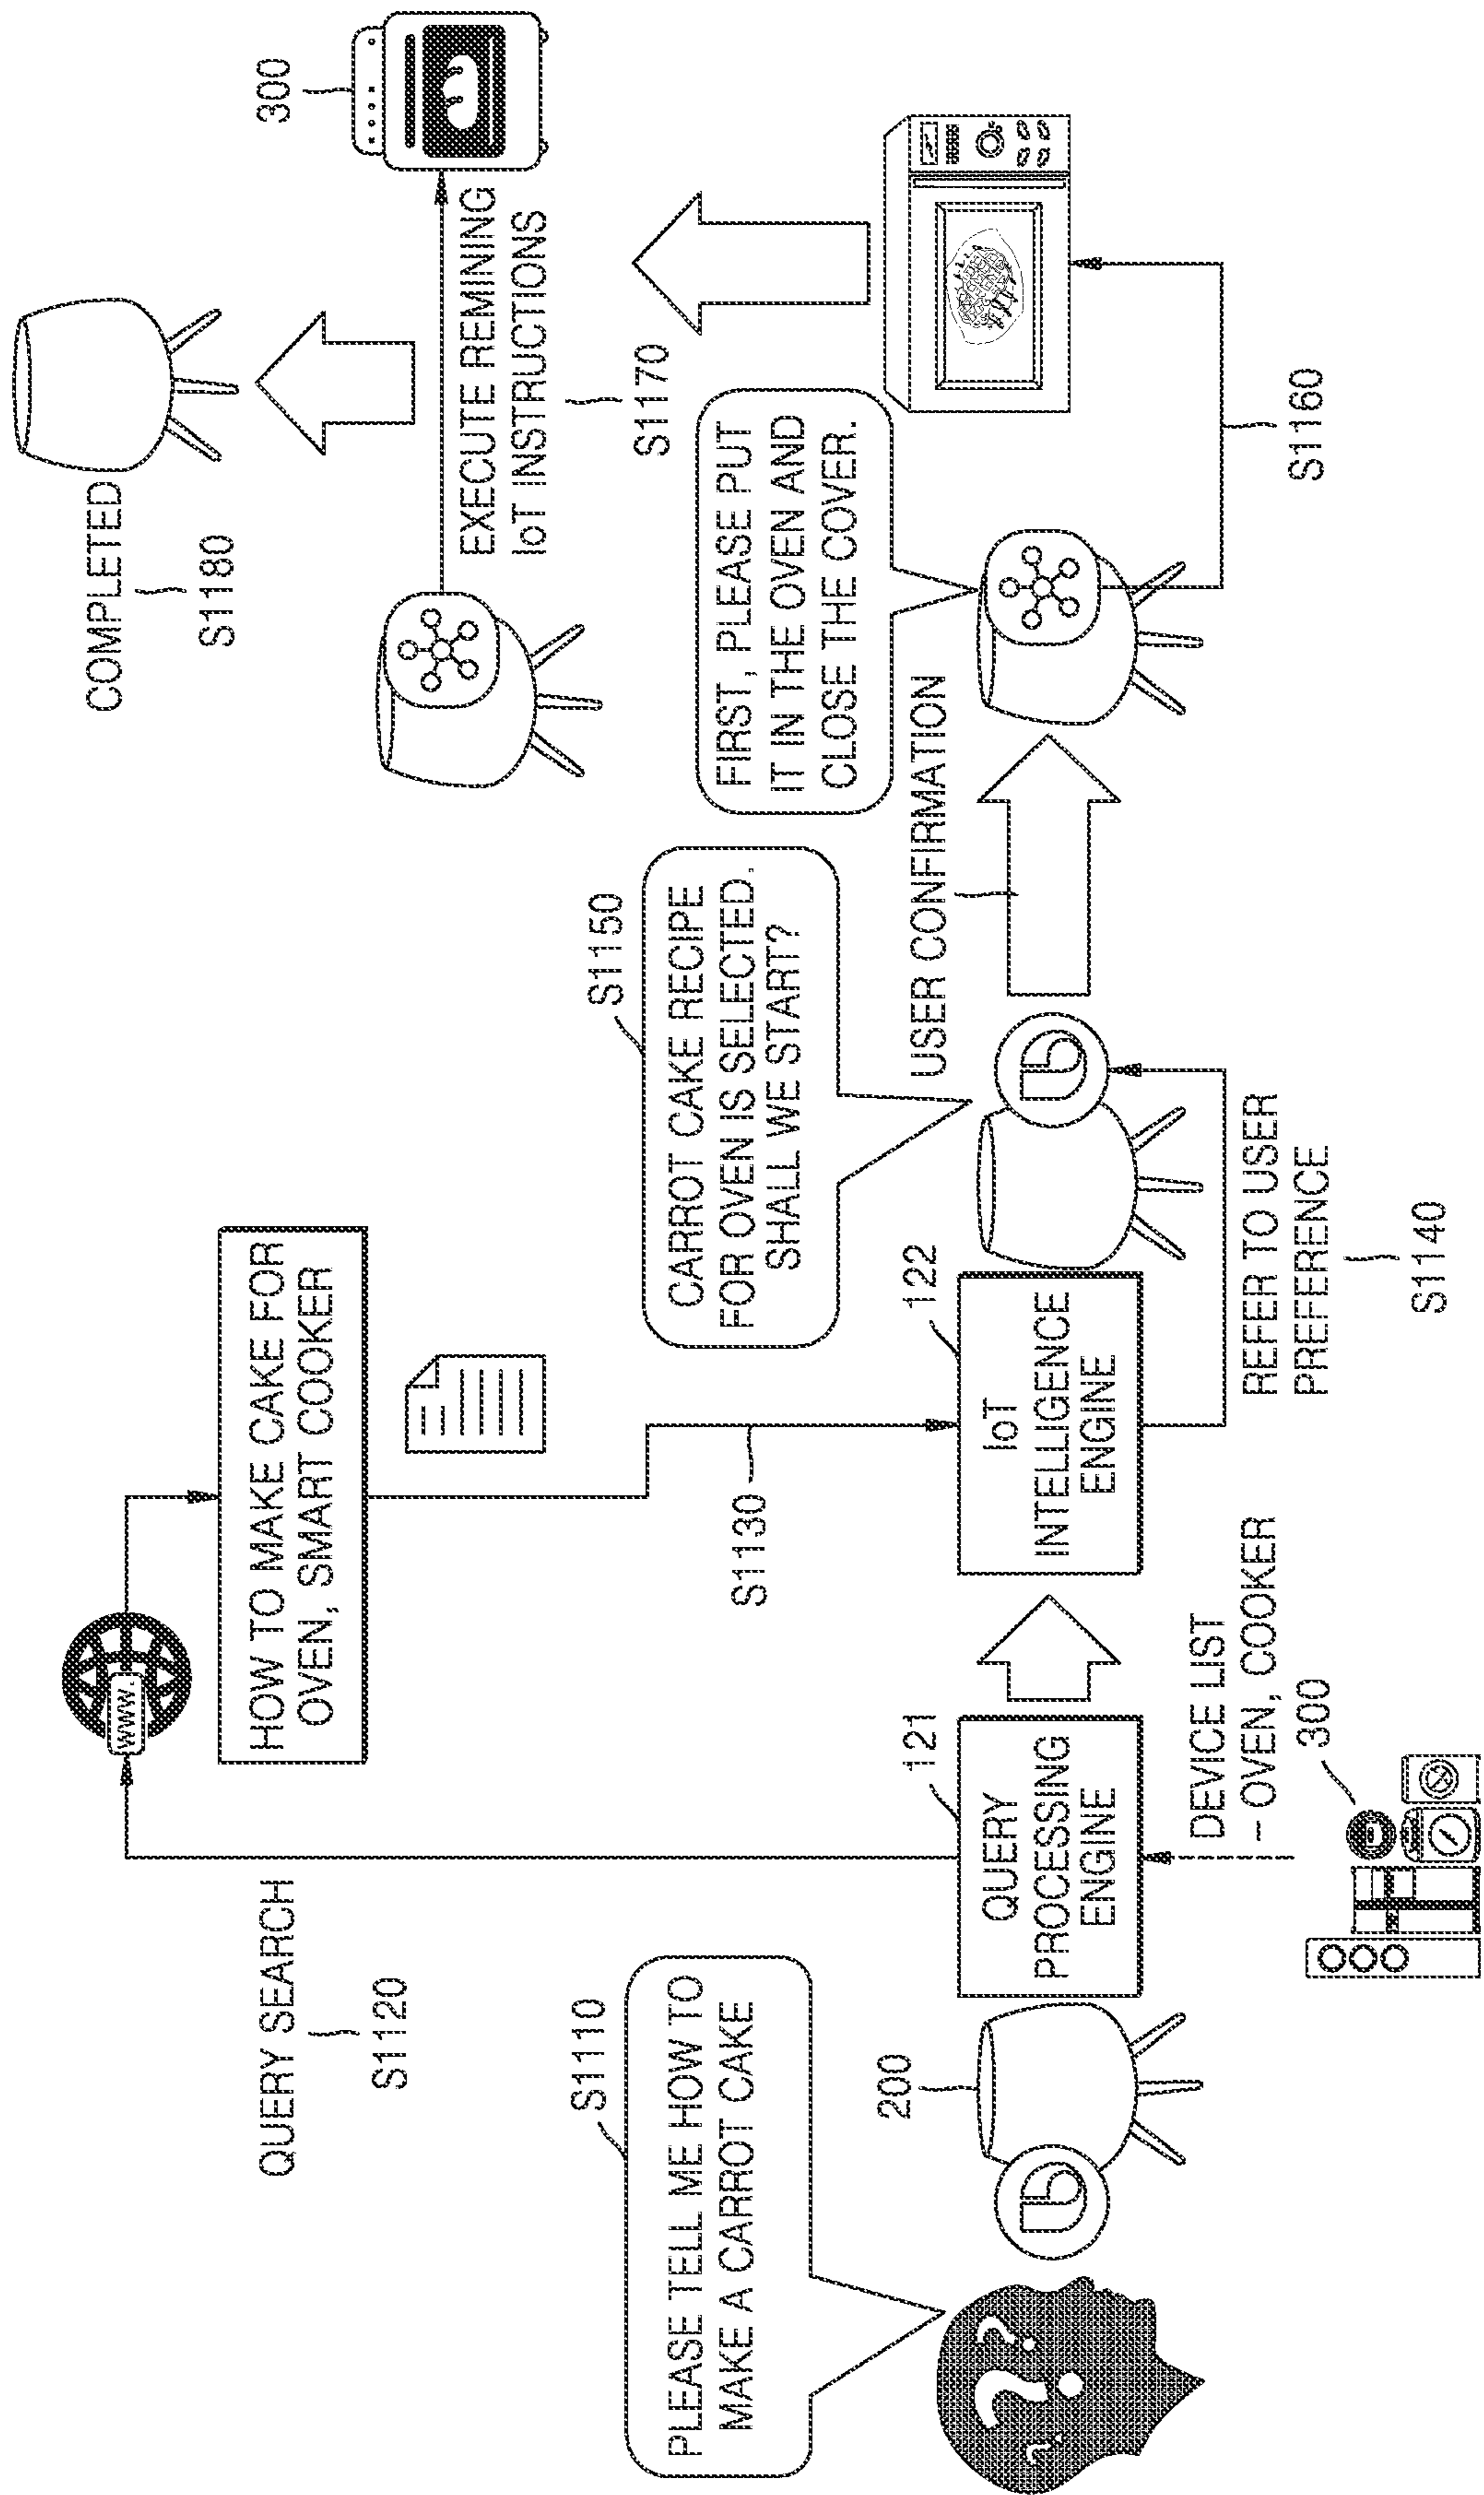 QUERY SEARCH
S1120
www.
HOW TO MAKE CAKE FOR
OVEN, SMART COOKER
COMPLETED
S1180
300
EXECUTE REMINING
IoT INSTRUCTIONS
S1170
S1110
PLEASE TELL ME HOW TO
MAKE A CARROT CAKE
S1130
S1150
CARROT CAKE RECIPE
FOR OVEN IS SELECTED.
SHALL WE START?
FIRST, PLEASE PUT
IT IN THE OVEN AND
CLOSE THE COVER.
? ? ?
200
121
QUERY
PROCESSING
ENGINE
122
IoT
INTELLIGENCE
ENGINE
USER CONFIRMATION
DEVICE LIST
- OVEN, COOKER
300
REFER TO USER
PREFERENCE
S1140
S1160